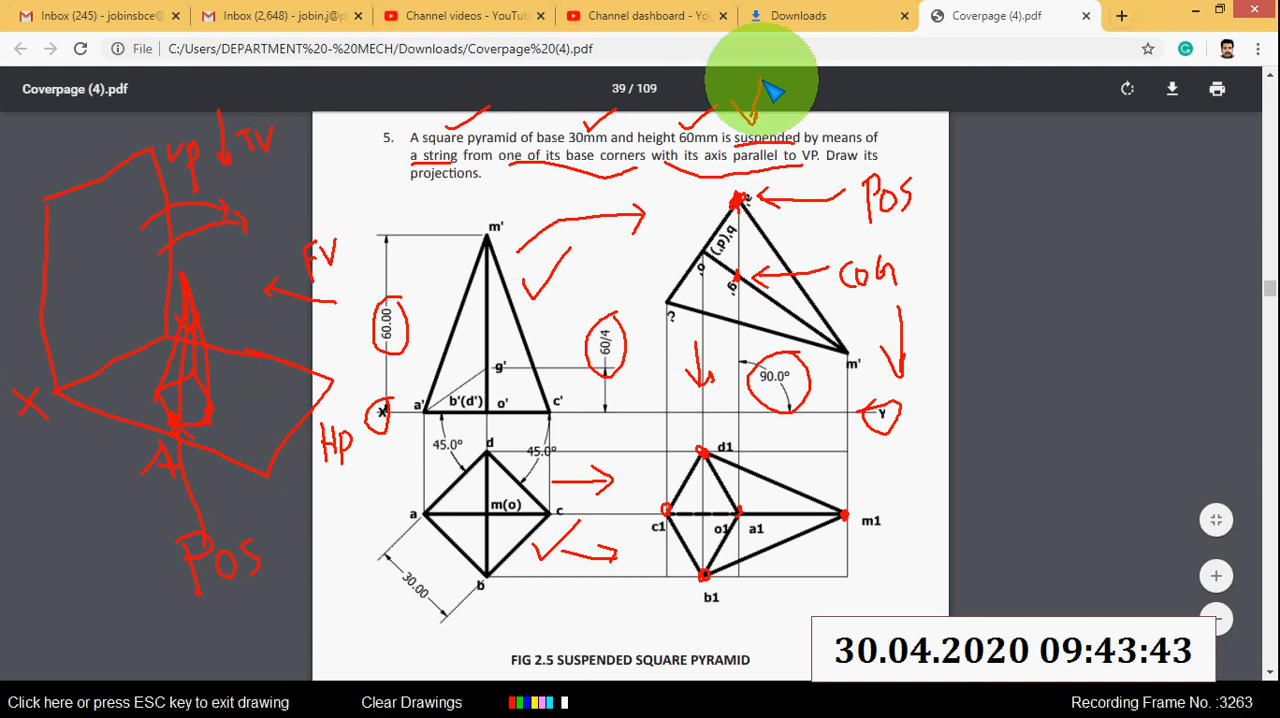 Inbox (245) - jobinsbce@
Inbox (2,648) - jobin.j@p
Channel videos - YouTub
Channel dashboard - You
Downloads
Coverpage (4).pdf
File
C:/Users/DEPARTMENT%20-%20MECH/Downloads/Coverpage%20(4).pdf
Coverpage (4).pdf
39 / 109
5. A square pyramid of base 30mm and height 60mm is suspended by means of
a string from one of its base corners with its axis parallel to VP. Draw its
projections.
VP
TV
FV
X
HP
A
POS
m'
60.00
g'
60/4
X
a'
b'(d')
o'
c'
45.0°
d
45.0°
a
m(o)
c
b
30.00
a'
POS
b'(d')
o'
g'
COG
?
m'
90.0°
Y
d1
c1
o1
a1
m1
b1
FIG 2.5 SUSPENDED SQUARE PYRAMID
30.04.2020 09:43:43
Click here or press ESC key to exit drawing
Clear Drawings
Recording Frame No. :3263